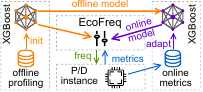 offline model
XGBoost
EcoFreq
online
model
XGBoost
init
adapt
freq
metrics
offline
profiling
P/D
instance
online
metrics